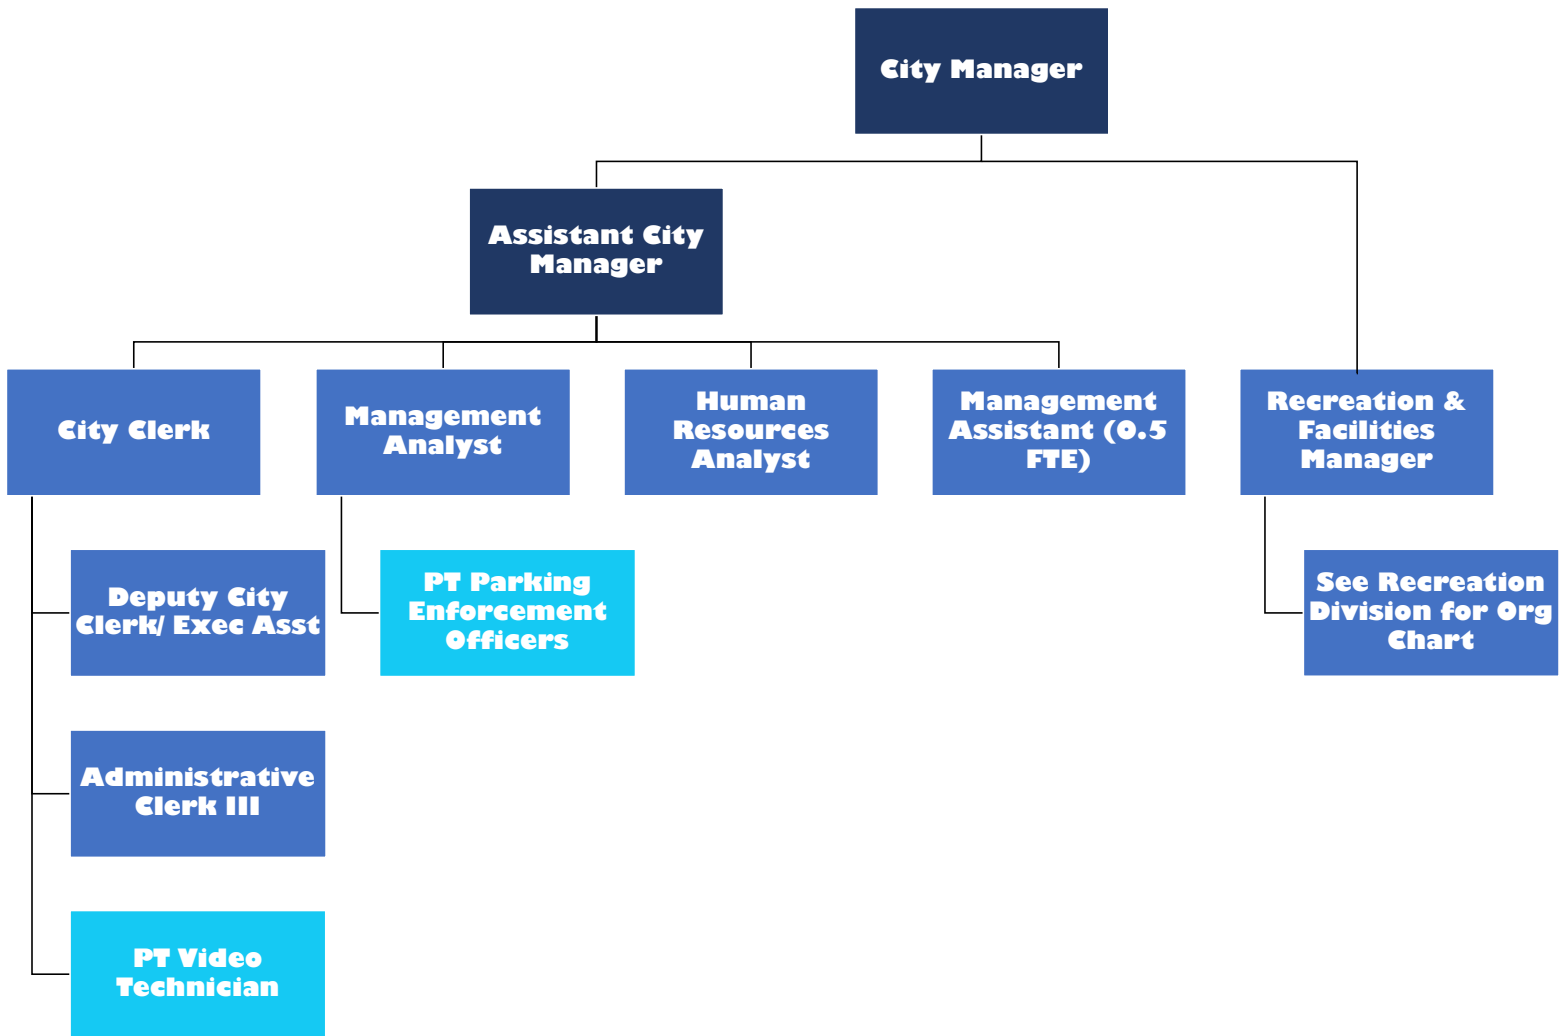 City Manager
Assistant City
Manager
City Clerk
Management
Analyst
Human
Resources
Analyst
Management
Assistant (0.5
FTE)
Recreation &
Facilities
Manager
Deputy City
Clerk/ Exec Asst
PT Parking
Enforcement
Officers
See Recreation
Division for Org
Chart
Administrative
Clerk III
PT Video
Technician